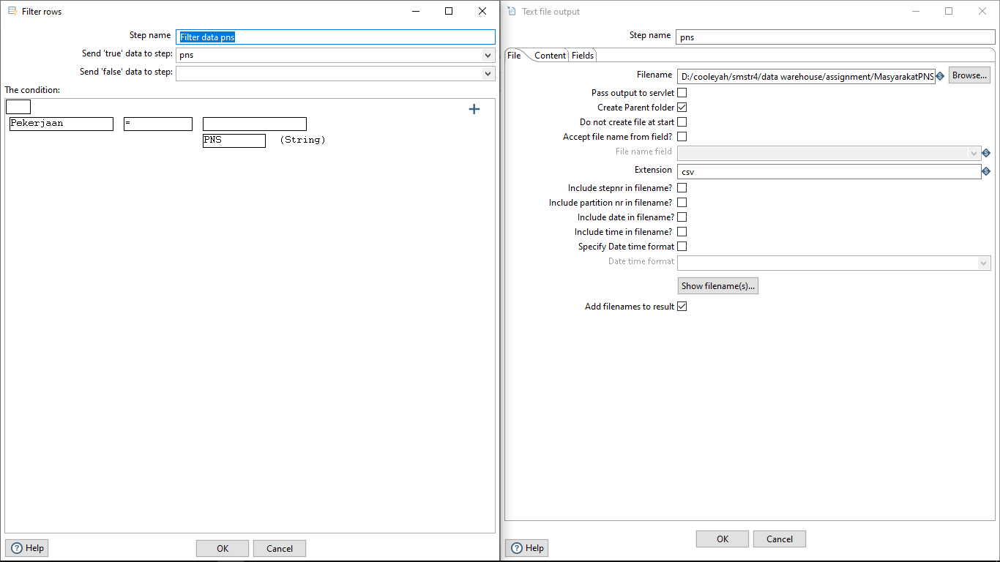 Filter rows
Step name Filter data pns
Send 'true' data to step: pns
Send 'false' data to step:
The condition:
Pekerjaan = 
PNS (String)
Help OK Cancel
Text file output
Step name pns
File Content Fields
Filename D:/cooleyah/smstr4/data warehouse/assignment/MasyarakatPNS Browse...
Pass output to servlet
Create Parent folder
Do not create file at start
Accept file name from field?
File name field
Extension csv
Include stepnr in filename?
Include partition nr in filename?
Include date in filename?
Include time in filename?
Specify Date time format
Date time format
Show filename(s)...
Add filenames to result
OK Cancel
Help